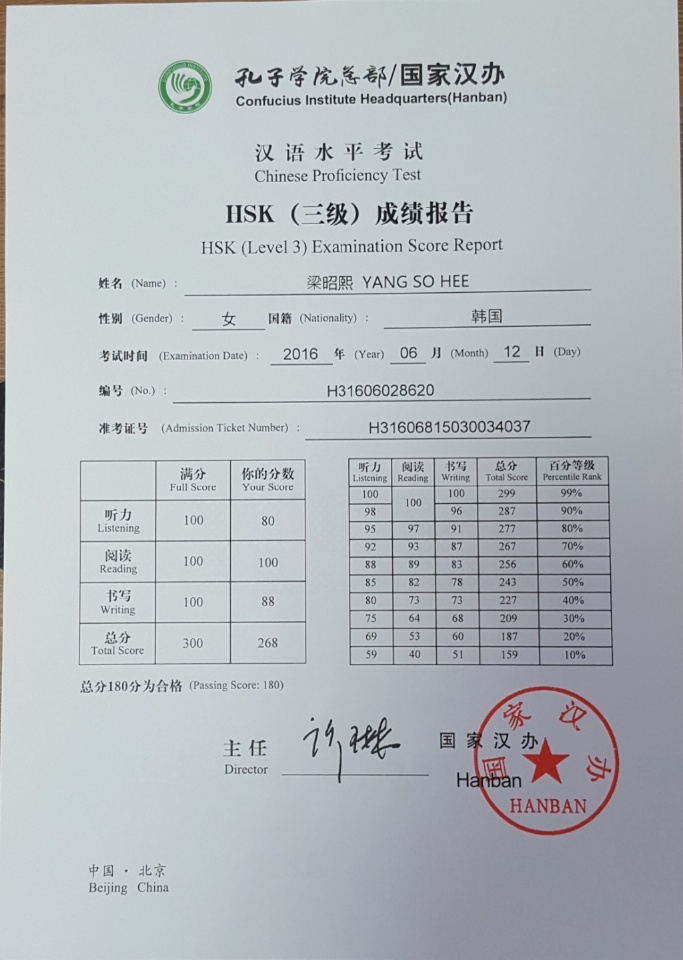 孔子学院总部/国家汉办
Confucius Institute Headquarters(Hanban)
汉语水平考试
Chinese Proficiency Test
HSK（三级）成绩报告
HSK (Level 3) Examination Score Report
姓名 (Name) : 梁昭熙 YANG SO HEE
性别 (Gender) : 女 国籍 (Nationality) : 韩国
考试时间 (Examination Date) : 2016 年 (Year) 06 月 (Month) 12 日 (Day)
编号 (No.) : H31606028620
准考证号 (Admission Ticket Number) : H31606815030034037
满分 你的分数
Full Score Your Score
听力
Listening 100 80
阅读
Reading 100 100
书写
Writing 100 88
总分
Total Score 300 268
听力 阅读 书写 总分 百分等级
Listening Reading Writing Total Score Percentile Rank
100 100 100 299 99%
98 96 287 90%
95 97 91 277 80%
92 93 87 267 70%
88 89 83 256 60%
85 82 78 243 50%
80 73 73 227 40%
75 64 68 209 30%
69 53 60 187 20%
59 40 51 159 10%
总分180分为合格 (Passing Score: 180)
主任 许琳 国家汉办
Director Hanban
国家汉办
HANBAN
中国 · 北京
Beijing China